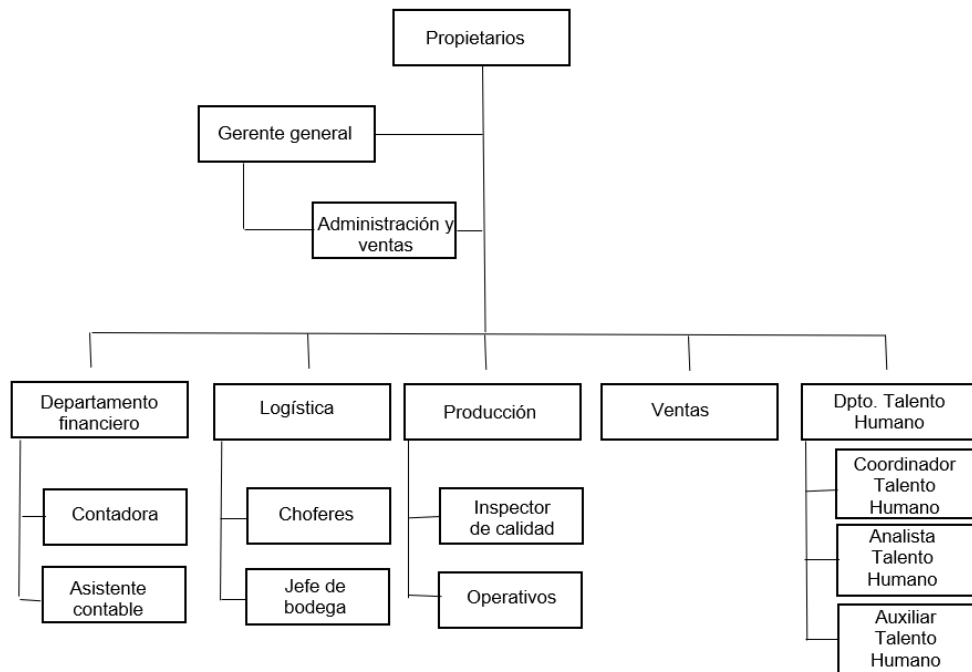 Propietarios
Gerente general
Administración y
ventas
Departamento
financiero
Logística
Producción
Ventas
Dpto. Talento
Humano
Contadora
Asistente
contable
Choferes
Jefe de
bodega
Inspector
de calidad
Operativos
Coordinador
Talento
Humano
Analista
Talento
Humano
Auxiliar
Talento
Humano